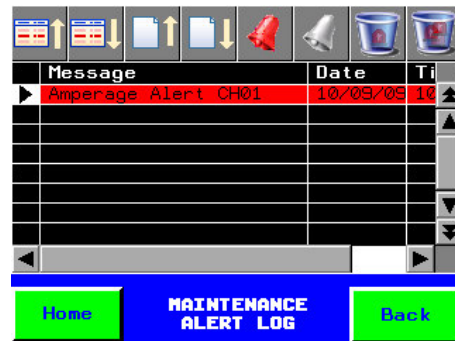 Message Date Ti
Amperage Alert CH01 10/09/09 10
Home
MAINTENANCE
ALERT LOG
Back